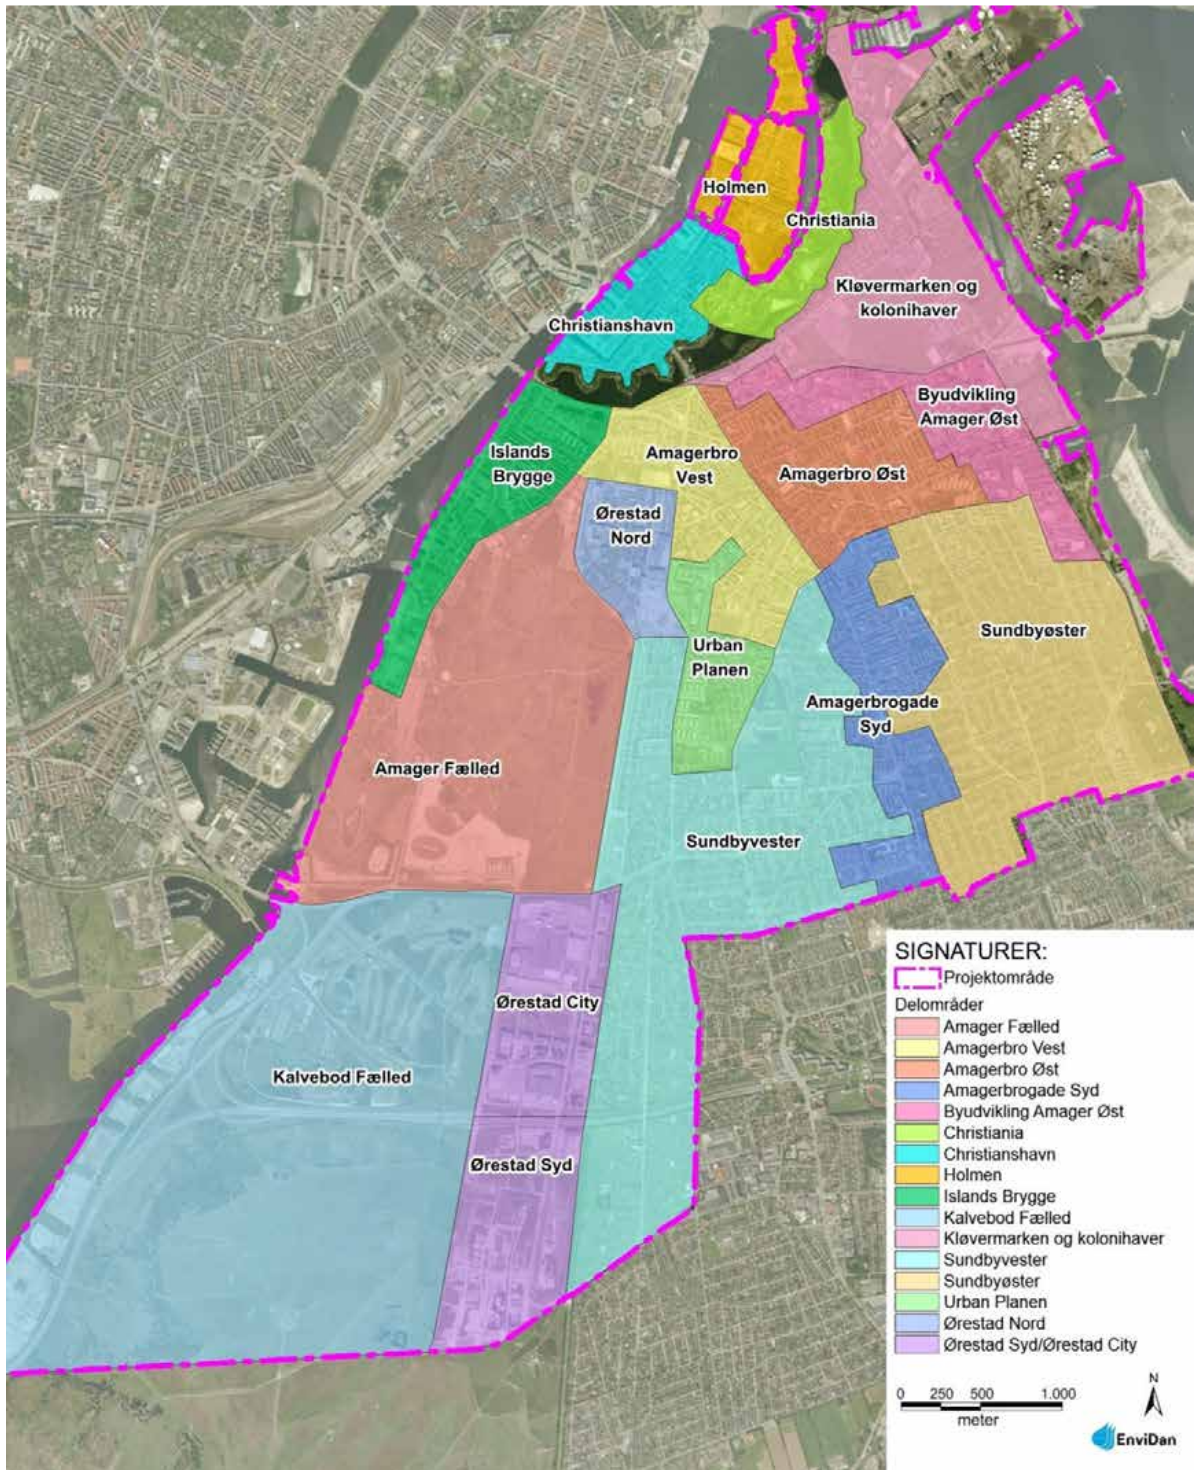 Holmen
Christiania
Kløvermarken og
kolonihaver
Christianshavn
Byudvikling
Amager Øst
Islands
Brygge
Amagerbro
Vest
Amagerbro Øst
Ørestad
Nord
Sundbyøster
Urban
Planen
Amagerbrogade
Syd
Amager Fælled
Sundbyvester
Ørestad City
Kalvebod Fælled
Ørestad Syd
SIGNATURER:
Projektområde
Delområder
Amager Fælled
Amagerbro Vest
Amagerbro Øst
Amagerbrogade Syd
Byudvikling Amager Øst
Christiania
Christianshavn
Holmen
Islands Brygge
Kalvebod Fælled
Kløvermarken og kolonihaver
Sundbyvester
Sundbyøster
Urban Planen
Ørestad Nord
Ørestad Syd/Ørestad City
N
0 250 500 1.000
meter
EnviDan